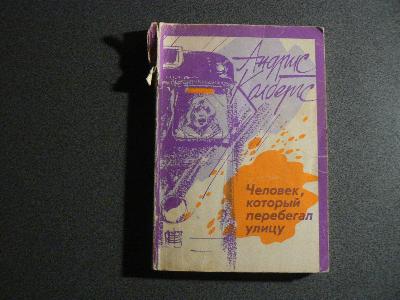 Андрис
Колбергс
Человек,
который
перебегал
улицу